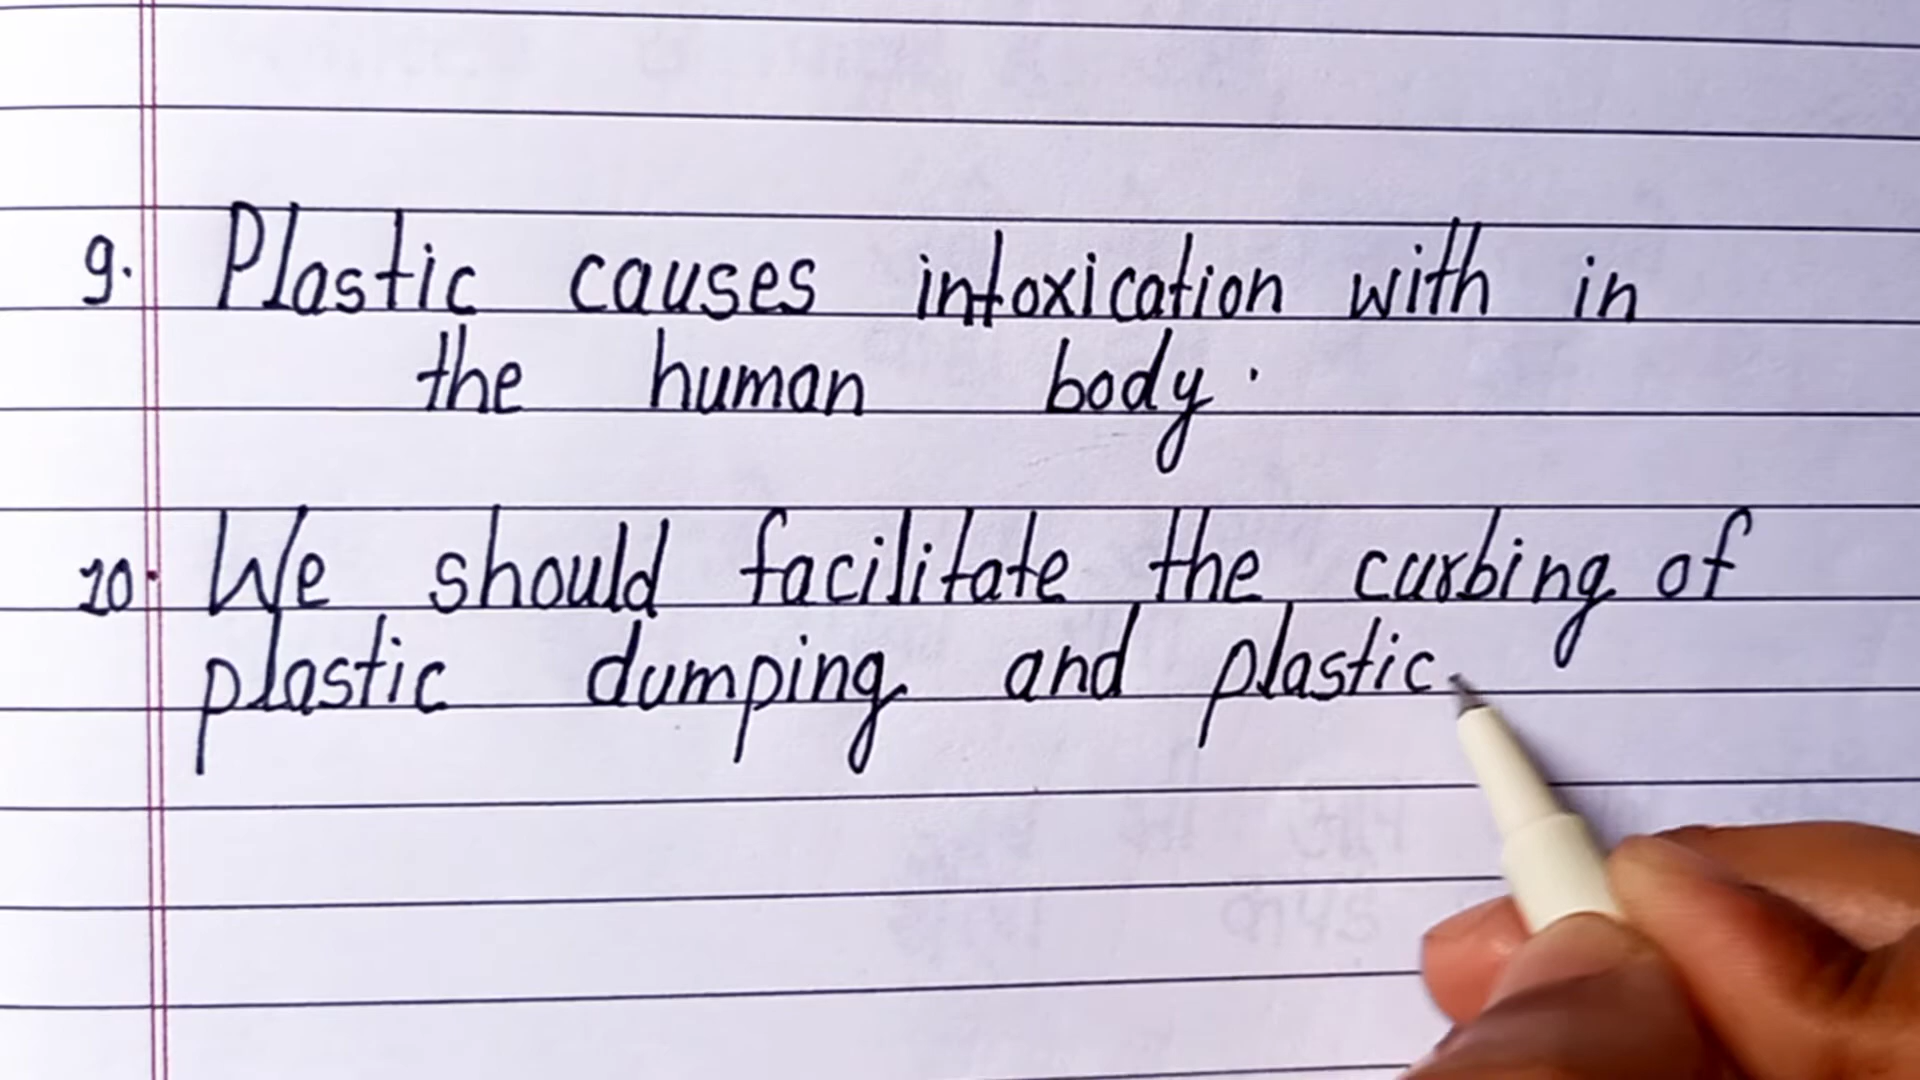 9. Plastic causes intoxication with in
the human body.
10. We should facilitate the curbing of
plastic dumping and plastic